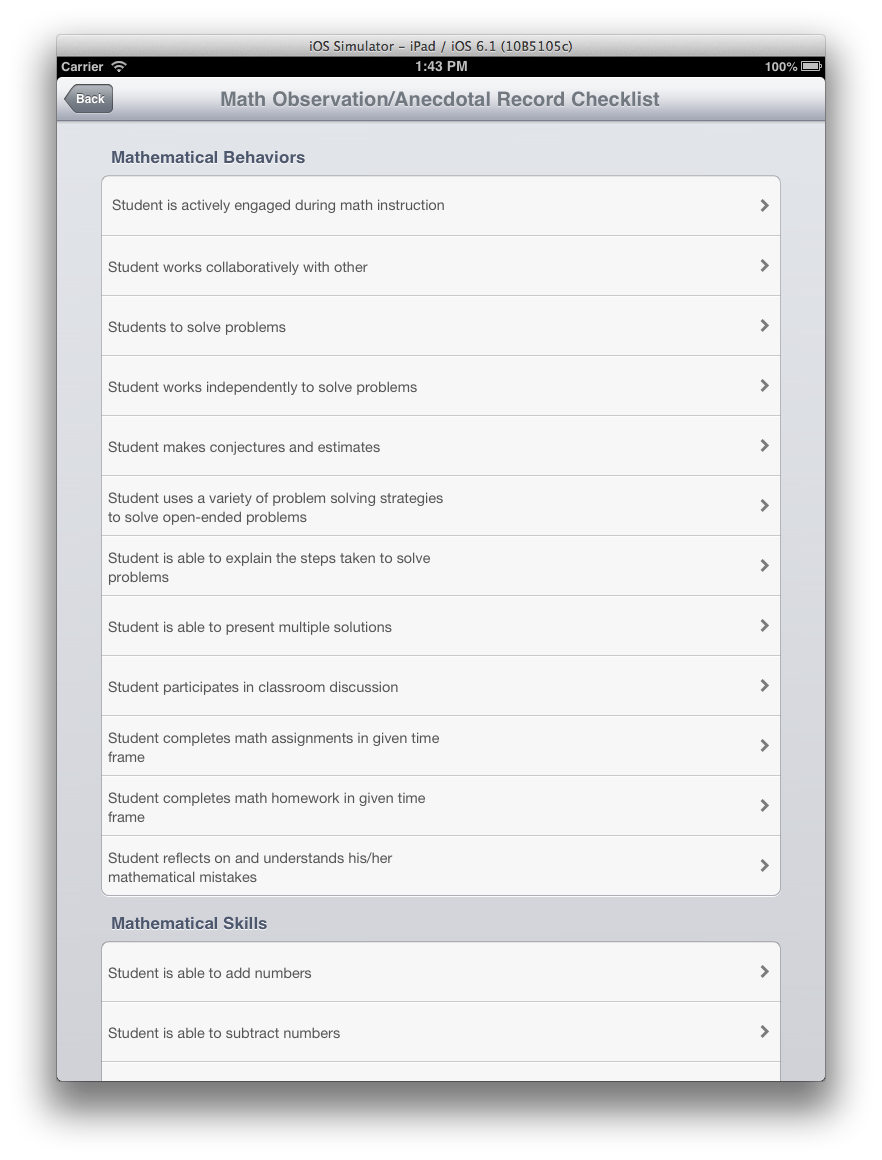 iOS Simulator – iPad / iOS 6.1 (10B5105c)
Carrier 1:43 PM 100%
Back Math Observation/Anecdotal Record Checklist
Mathematical Behaviors
Student is actively engaged during math instruction
Student works collaboratively with other
Students to solve problems
Student works independently to solve problems
Student makes conjectures and estimates
Student uses a variety of problem solving strategies
to solve open-ended problems
Student is able to explain the steps taken to solve
problems
Student is able to present multiple solutions
Student participates in classroom discussion
Student completes math assignments in given time
frame
Student completes math homework in given time
frame
Student reflects on and understands his/her
mathematical mistakes
Mathematical Skills
Student is able to add numbers
Student is able to subtract numbers